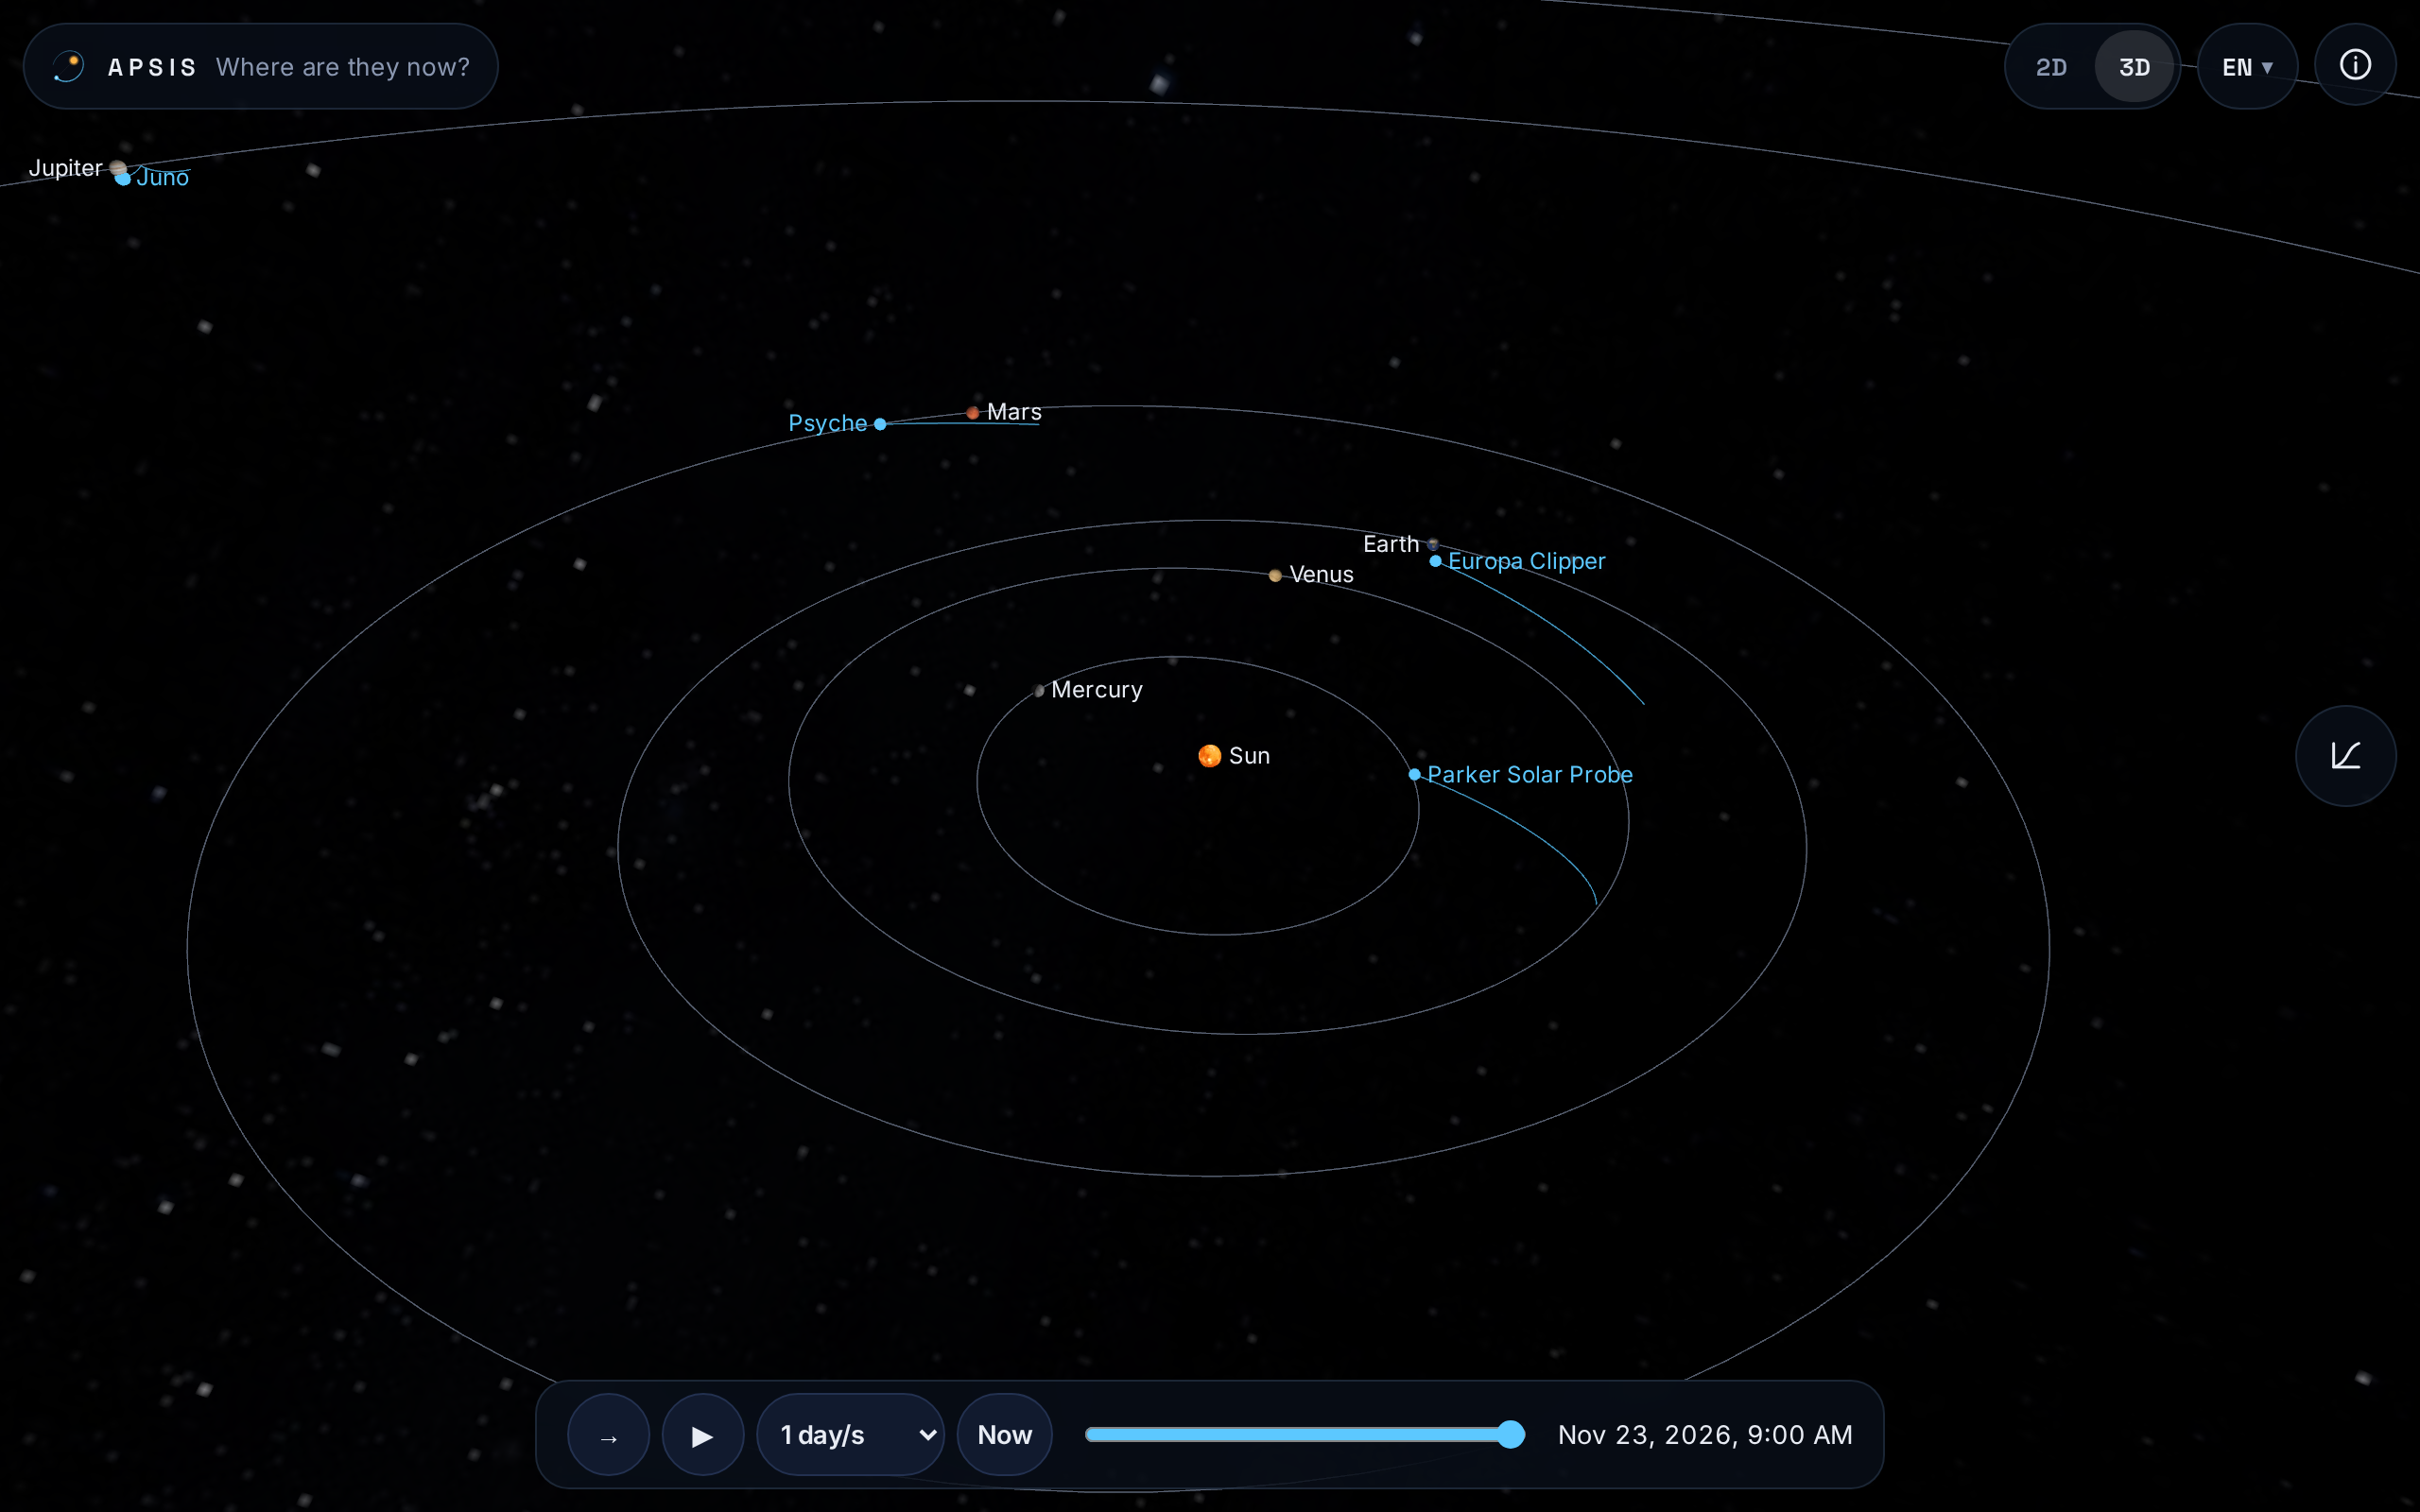 APSIS Where are they now?
2D 3D EN ▾
Jupiter
Juno
Psyche
Mars
Earth
Europa Clipper
Venus
Mercury
Sun
Parker Solar Probe
1 day/s Now Nov 23, 2026, 9:00 AM